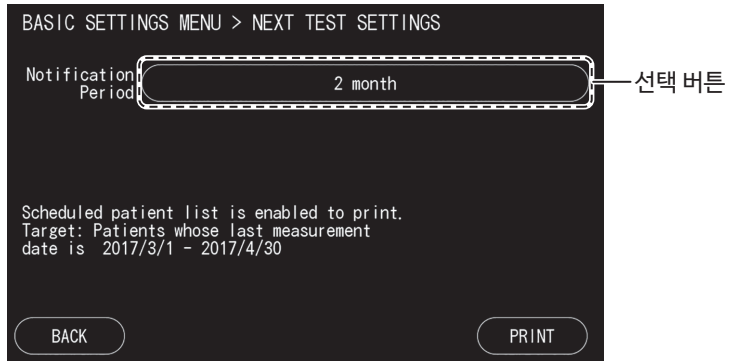 BASIC SETTINGS MENU > NEXT TEST SETTINGS
Notification
Period
2 month
선택 버튼
Scheduled patient list is enabled to print.
Target: Patients whose last measurement
date is 2017/3/1 - 2017/4/30
BACK
PRINT